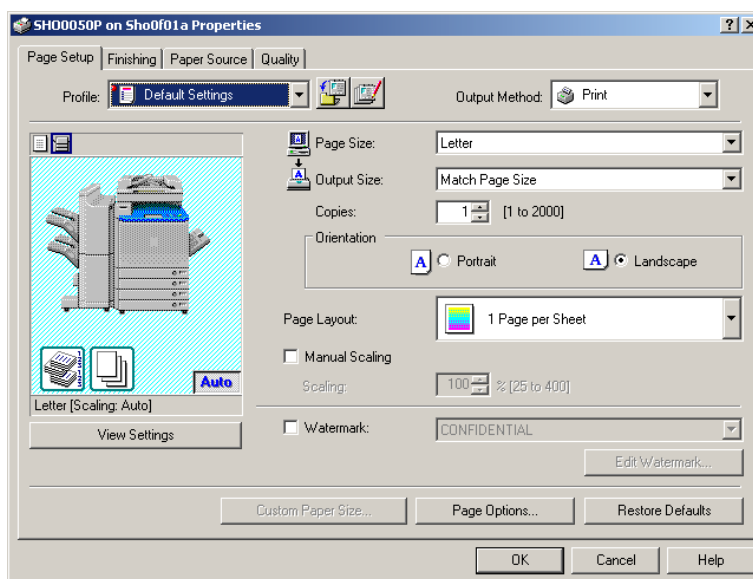 SHO0050P on Sho0f01a Properties
Page Setup Finishing Paper Source Quality
Profile: Default Settings Output Method: Print
Page Size: Letter
Output Size: Match Page Size
Copies: 1 [1 to 2000]
Orientation
A Portrait A Landscape
Page Layout: 1 Page per Sheet
Manual Scaling
Scaling: 100 % [25 to 400]
Auto
Letter [Scaling: Auto]
View Settings
Watermark: CONFIDENTIAL
Edit Watermark...
Custom Paper Size... Page Options... Restore Defaults
OK Cancel Help